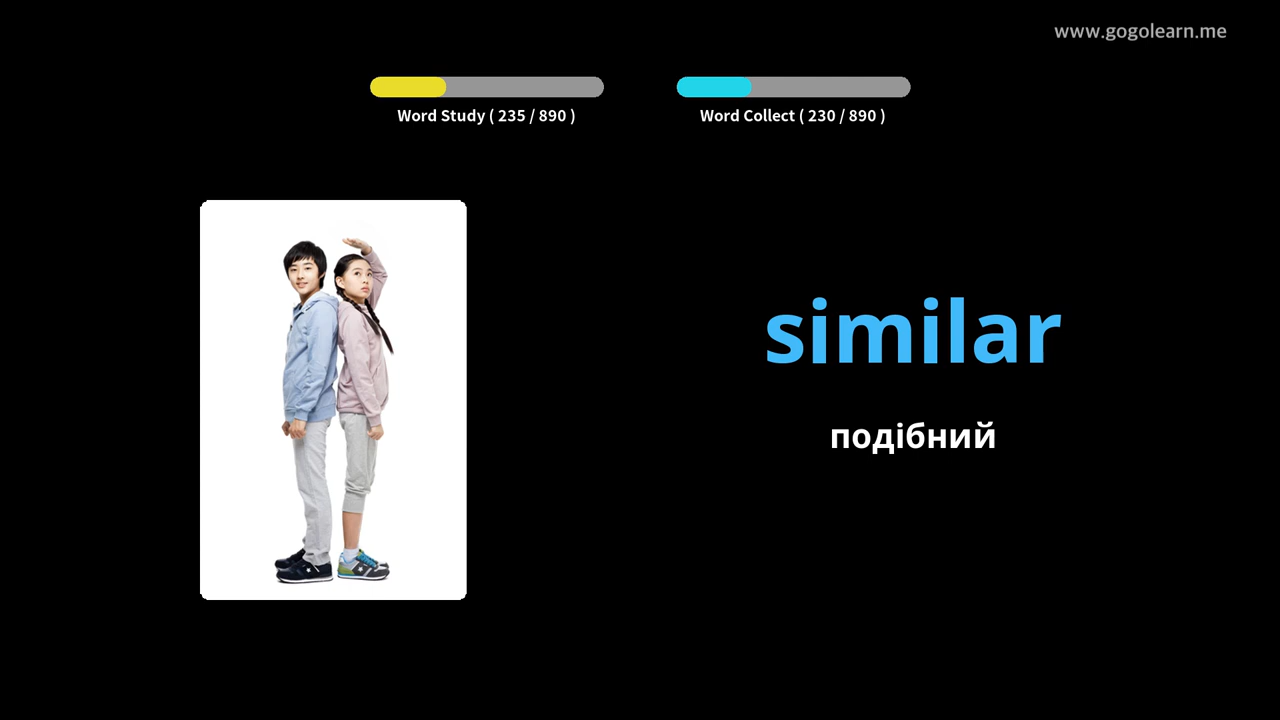 www.gogolearn.me
Word Study ( 235 / 890 )
Word Collect ( 230 / 890 )
similar
подібний